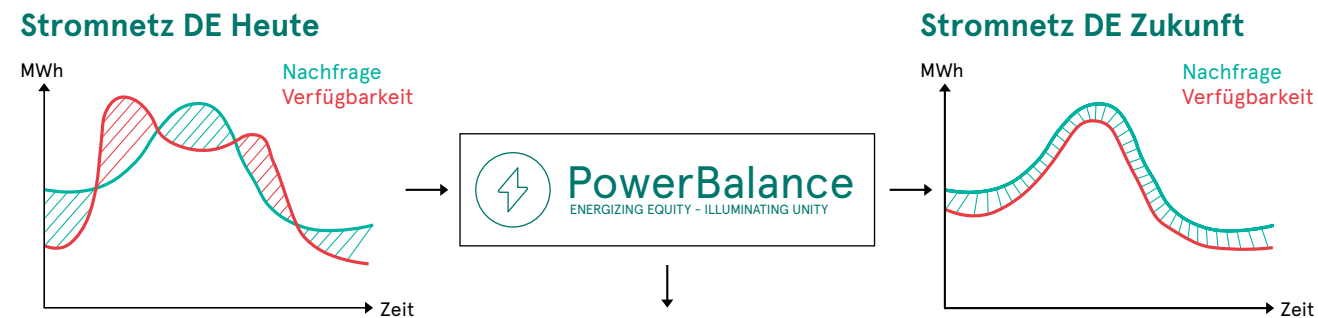 Stromnetz DE Heute
MWh
Nachfrage
Verfügbarkeit
Zeit
PowerBalance
ENERGIZING EQUITY - ILLUMINATING UNITY
Stromnetz DE Zukunft
MWh
Nachfrage
Verfügbarkeit
Zeit